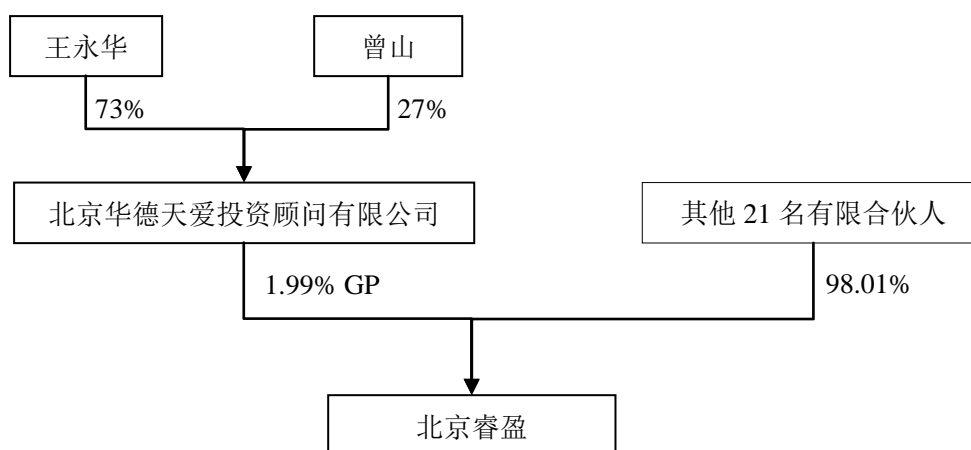 王永华
曾山
73%
27%
北京华德天爱投资顾问有限公司
其他 21 名有限合伙人
1.99% GP
98.01%
北京睿盈